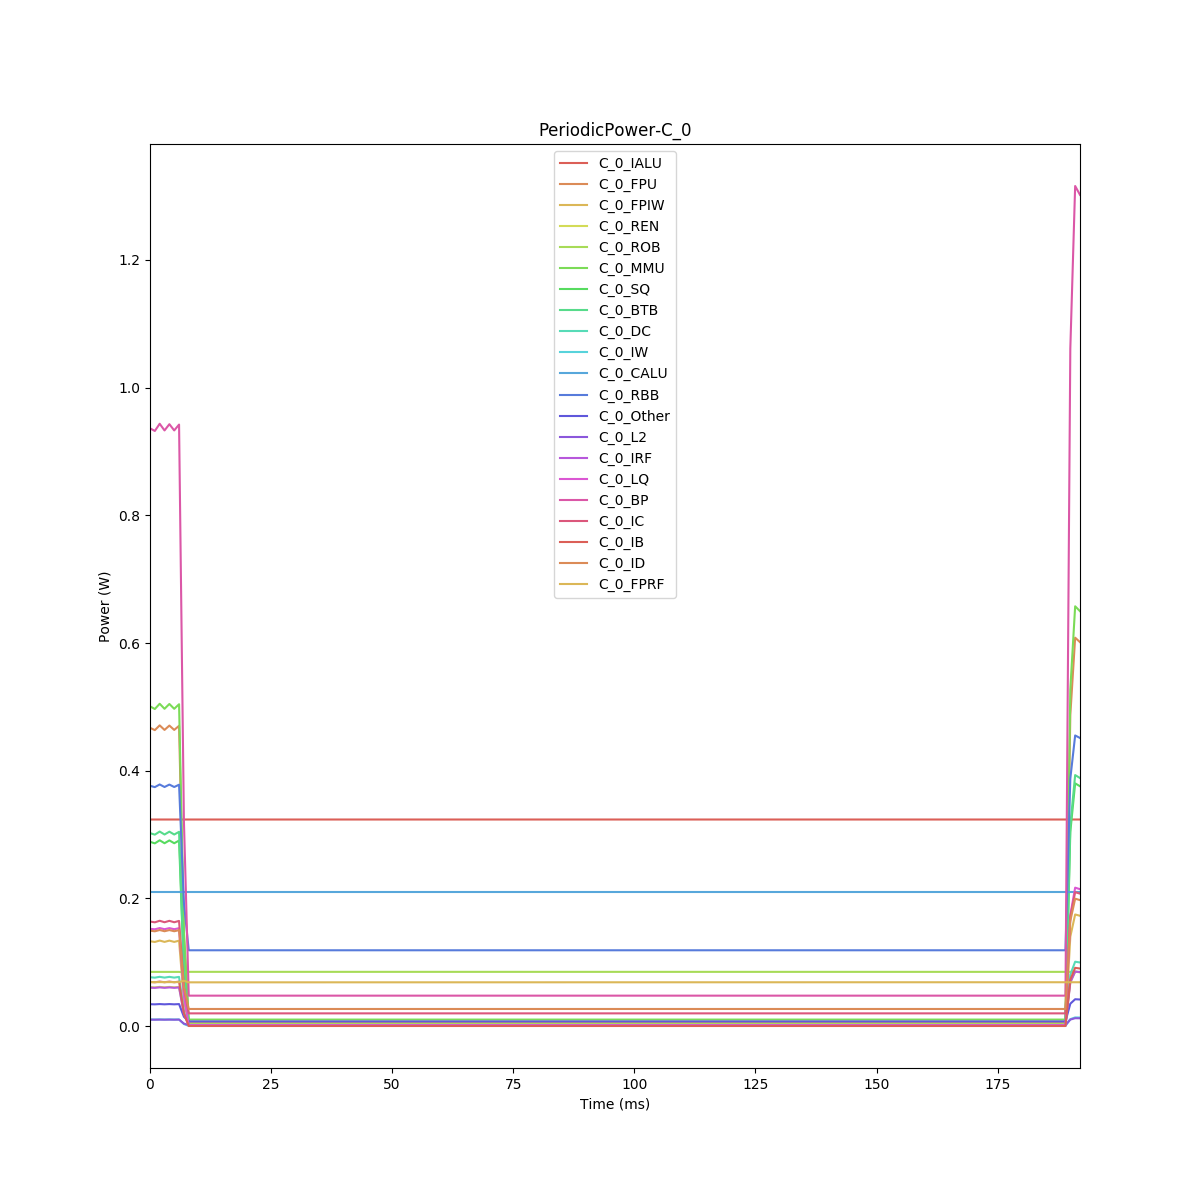 PeriodicPower-C_0
C_0_IALU
C_0_FPU
C_0_FPIW
C_0_REN
C_0_ROB
C_0_MMU
C_0_SQ
C_0_BTB
C_0_DC
C_0_IW
C_0_CALU
C_0_RBB
C_0_Other
C_0_L2
C_0_IRF
C_0_LQ
C_0_BP
C_0_IC
C_0_IB
C_0_ID
C_0_FPRF
Power (W)
1.2
1.0
0.8
0.6
0.4
0.2
0.0
0 25 50 75 100 125 150 175
Time (ms)